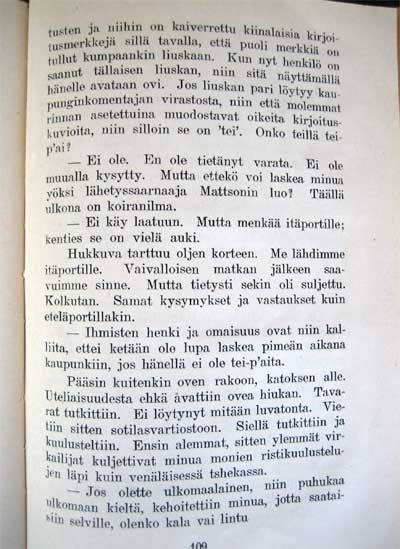 tusten ja niihin on kaiverrettu kiinalaisia kirjoi-
tusmerkkejä sillä tavalla, että puoli merkkiä on
tullut kumpaankin liuskaan. Kun nyt henkilö on
saanut tällaisen liuskan, niin sitä näyttämällä
hänelle avataan ovi. Jos liuskan pari löytyy kau-
punginkomentajan virastosta, niin että molemmat
rinnan asetettuina muodostavat oikeita kirjoitus-
kuvioita, niin silloin se on 'tei'. Onko teillä tei-
p'ai?
— Ei ole. En ole tietänyt varata. Ei ole
muualla kysytty. Mutta ettekö voi laskea minua
yöksi lähetyssaarnaaja Mattsonin luo? Täällä
ulkona on koiranilma.
— Ei käy laatuun. Mutta menkää itäportille;
kenties se on vielä auki.
Hukkuva tarttuu oljen korteen. Me lähdimme
itäportille. Vaivalloisen matkan jälkeen saa-
vuimme sinne. Mutta tietysti sekin oli suljettu.
Kolkutan. Samat kysymykset ja vastaukset kuin
eteläportillakin.
— Ihmisten henki ja omaisuus ovat niin kal-
liita, ettei ketään ole lupa laskea pimeän aikana
kaupunkiin, jos hänellä ei ole tei-p'aita.
Pääsin kuitenkin oven rakoon, katoksen alle.
Uteliaisuudesta ehkä avattiin ovea hiukan. Tava-
rat tutkittiin. Ei löytynyt mitään luvatonta. Vie-
tiin sitten sotilasvartiostoon. Siellä tutkittiin ja
kuulusteltiin. Ensin alemmat, sitten ylemmät vir-
kailijat kuljettivat minua monien ristikuulustelu-
jen läpi kuin venäläisessä tshekassa.
— Jos olette ulkomaalainen, niin puhukaa
ulkomaan kieltä, kehoitettiin minua, jotta saatai-
siin selville, olenko kala vai lintu
109